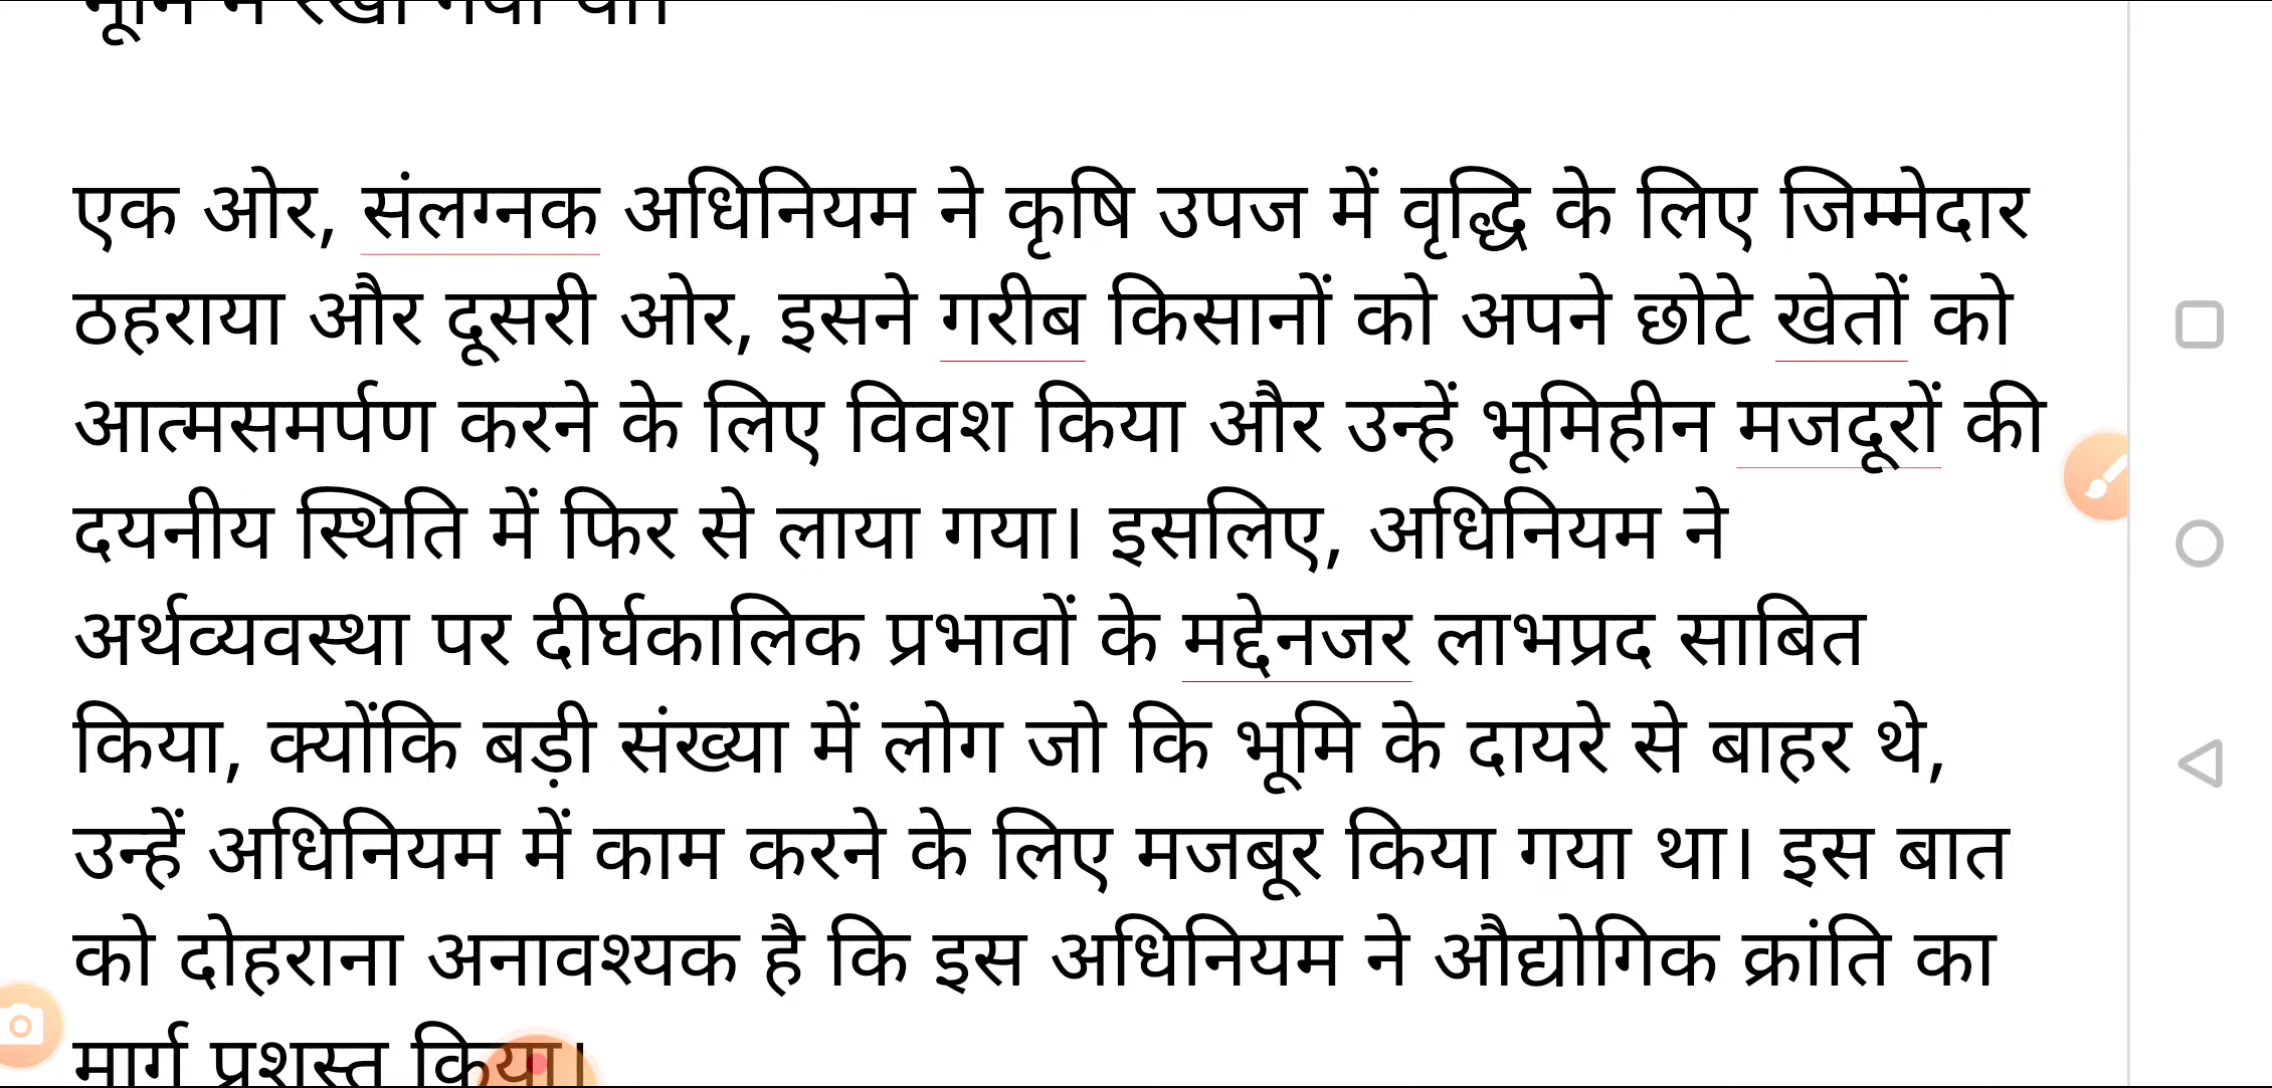 भूमि में रखा गया था।
एक ओर, संलग्नक अधिनियम ने कृषि उपज में वृद्धि के लिए जिम्मेदार
ठहराया और दूसरी ओर, इसने गरीब किसानों को अपने छोटे खेतों को
आत्मसमर्पण करने के लिए विवश किया और उन्हें भूमिहीन मजदूरों की
दयनीय स्थिति में फिर से लाया गया। इसलिए, अधिनियम ने
अर्थव्यवस्था पर दीर्घकालिक प्रभावों के मद्देनजर लाभप्रद साबित
किया, क्योंकि बड़ी संख्या में लोग जो कि भूमि के दायरे से बाहर थे,
उन्हें अधिनियम में काम करने के लिए मजबूर किया गया था। इस बात
को दोहराना अनावश्यक है कि इस अधिनियम ने औद्योगिक क्रांति का
मार्ग प्रशस्त किया।